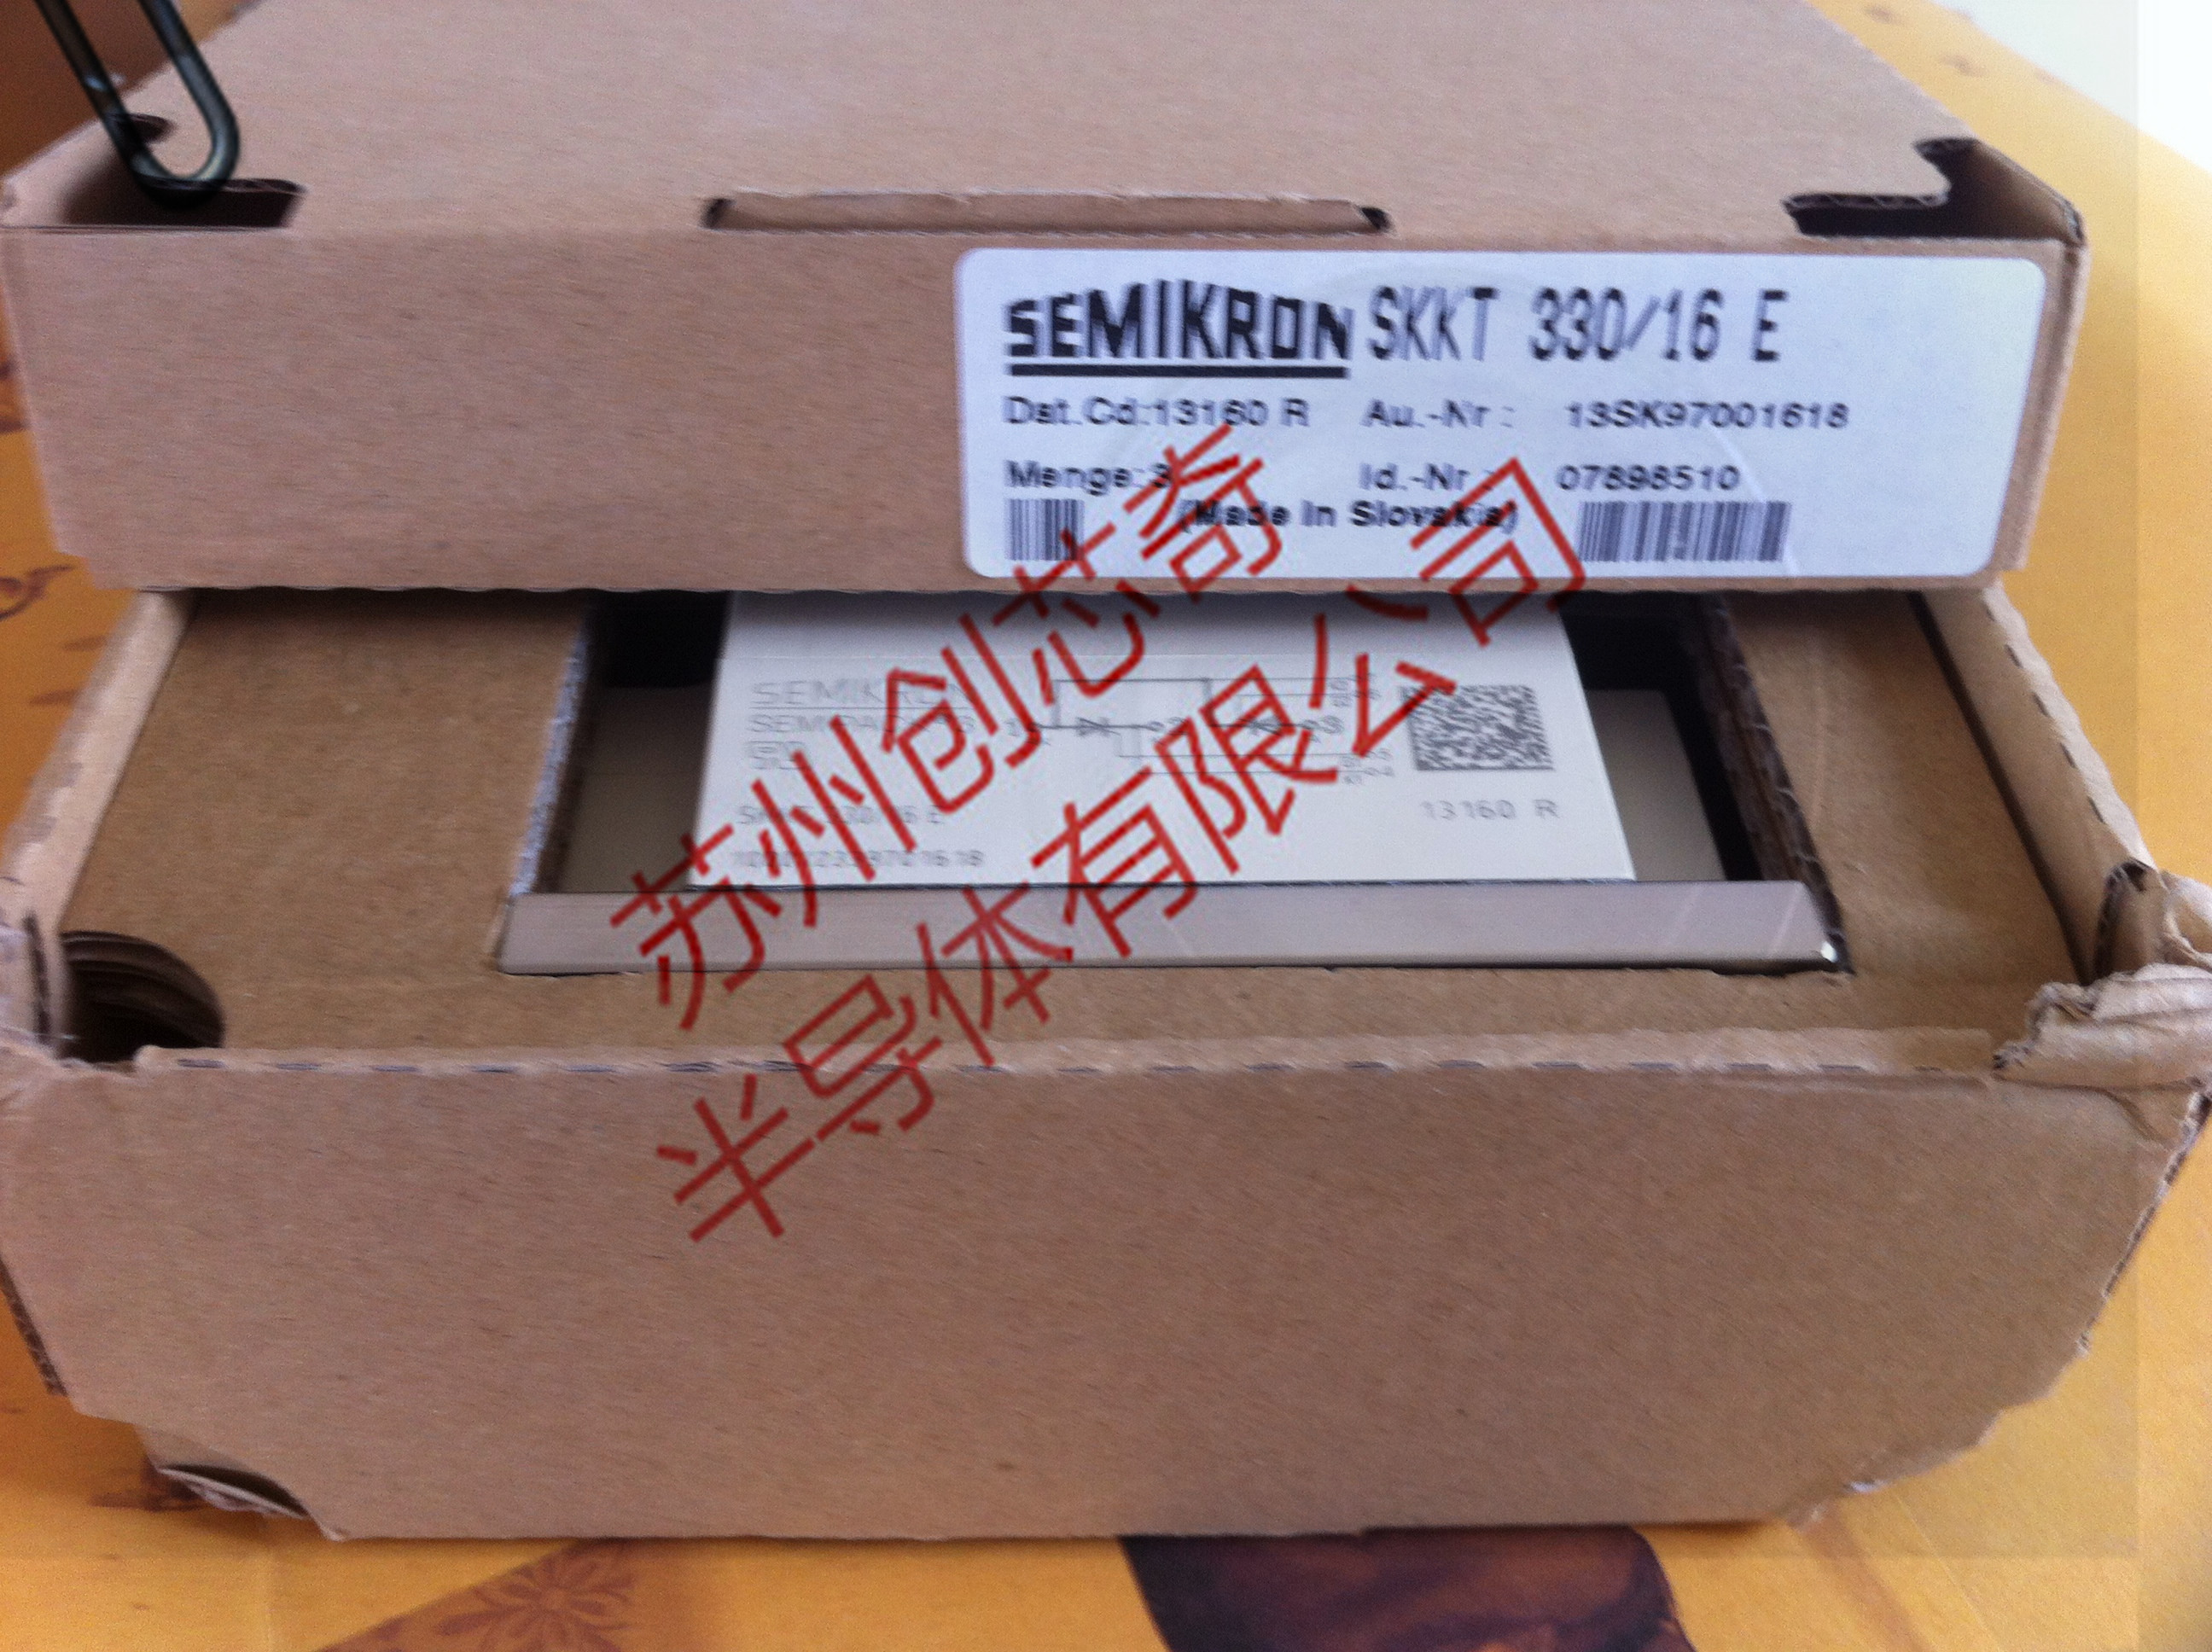 SEMIKRON SKKT 330/16 E
Dat.Cd:13160 R Au.-Nr : 13SK97001618
Menge:3 Id.-Nr : 07898510
(Made in Slovakia)
SEMIKRON
13160 R
苏州创芯奇
半导体有限公司